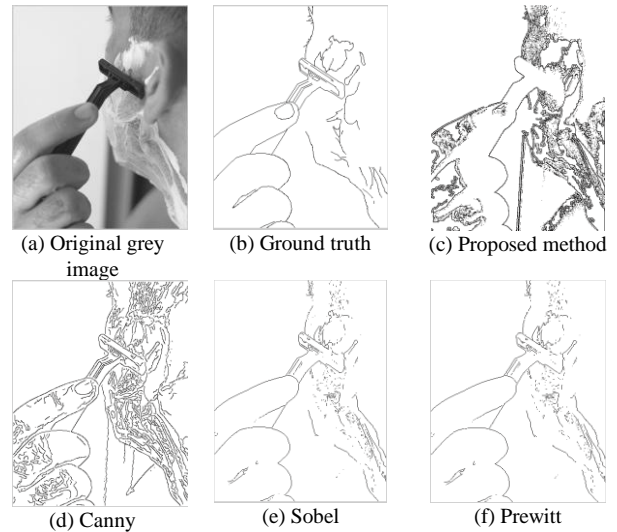 (a) Original grey
image
(b) Ground truth
(c) Proposed method
(d) Canny
(e) Sobel
(f) Prewitt